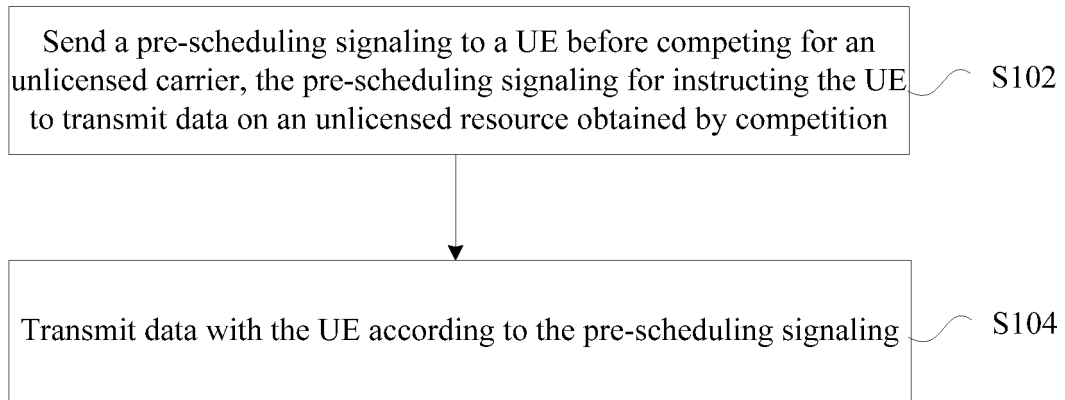 Send a pre-scheduling signaling to a UE before competing for an
unlicensed carrier, the pre-scheduling signaling for instructing the UE
to transmit data on an unlicensed resource obtained by competition
S102
Transmit data with the UE according to the pre-scheduling signaling
S104